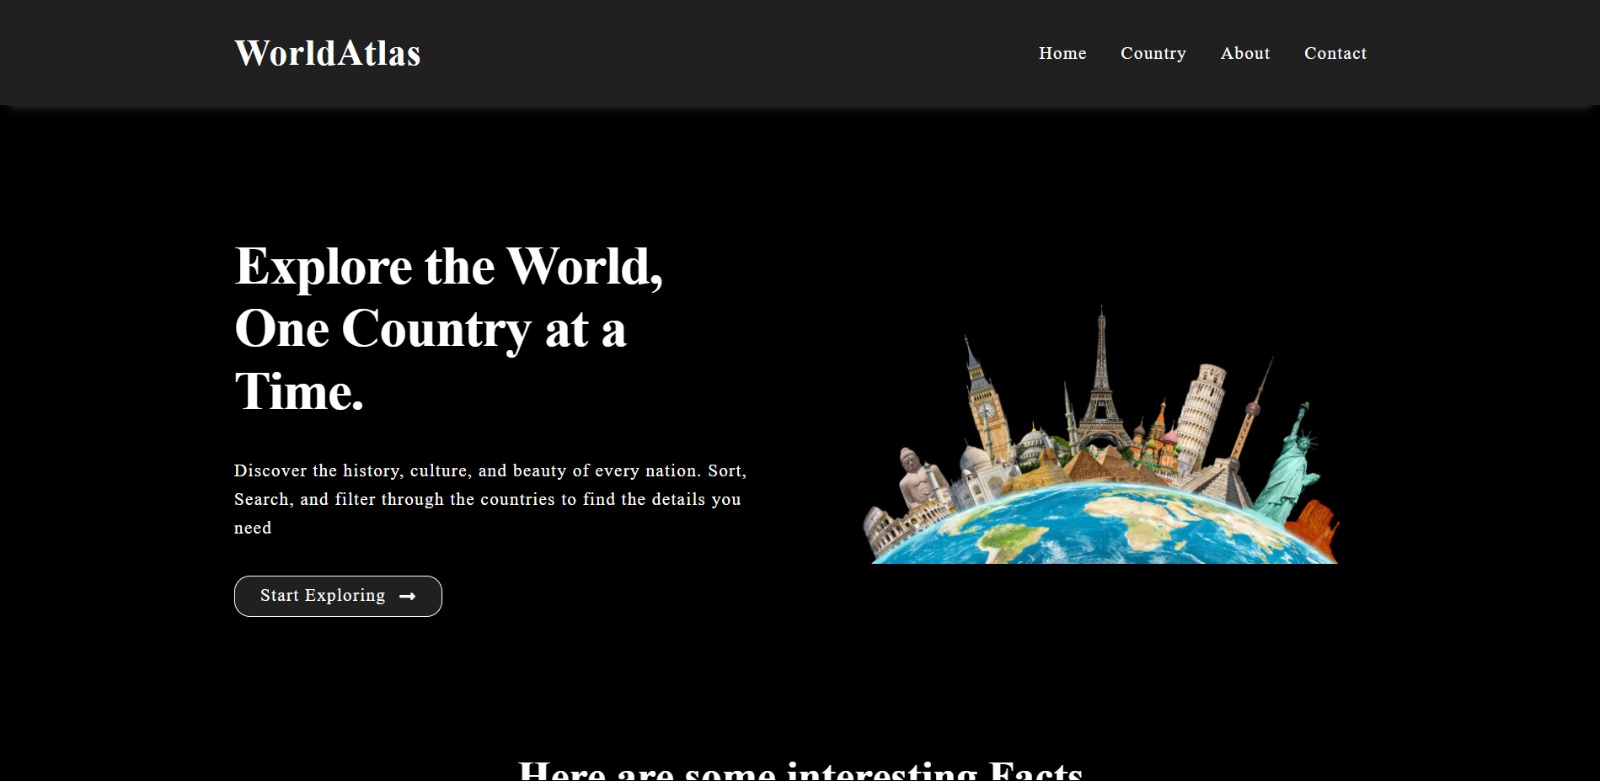 WorldAtlas
Home Country About Contact
Explore the World,
One Country at a
Time.
Discover the history, culture, and beauty of every nation. Sort,
Search, and filter through the countries to find the details you
need
Start Exploring
Here are some interesting Facts